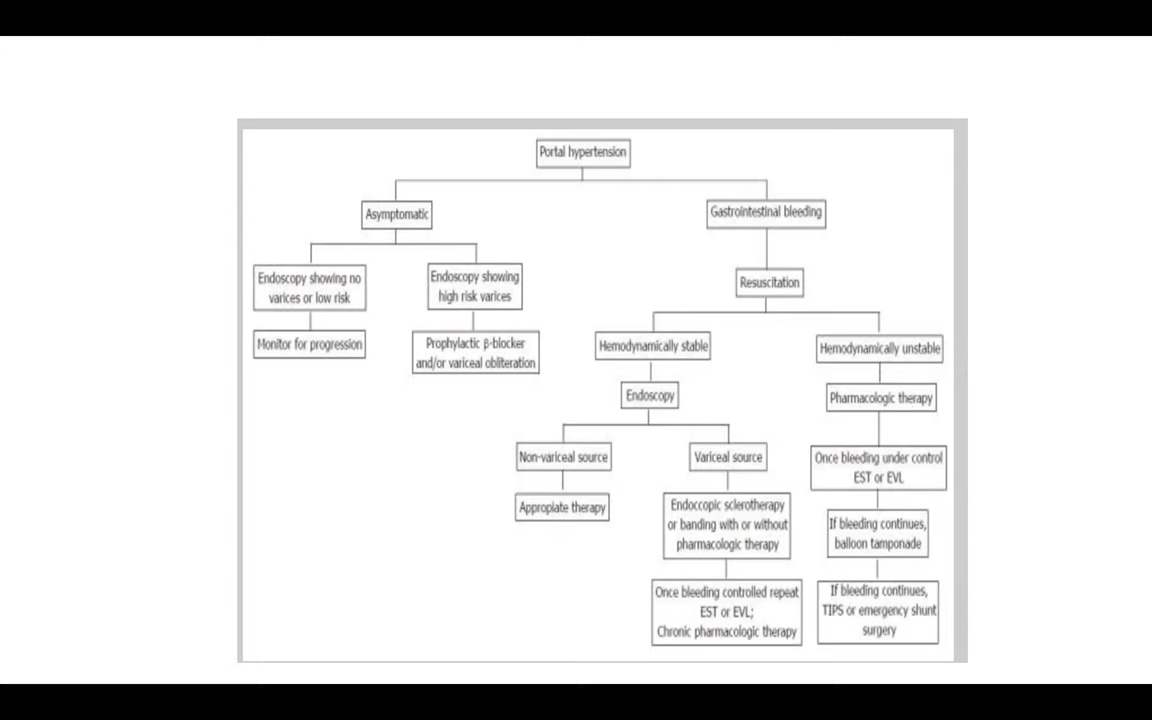 Portal hypertension
Asymptomatic
Gastrointestinal bleeding
Endoscopy showing no
varices or low risk
Endoscopy showing
high risk varices
Resuscitation
Monitor for progression
Prophylactic β-blocker
and/or variceal obliteration
Hemodynamically stable
Hemodynamically unstable
Endoscopy
Pharmacologic therapy
Non-variceal source
Variceal source
Once bleeding under control
EST or EVL
Appropiate therapy
Endoccopic sclerotherapy
or banding with or without
pharmacologic therapy
If bleeding continues,
balloon tamponade
Once bleeding controlled repeat
EST or EVL;
Chronic pharmacologic therapy
If bleeding continues,
TIPS or emergency shunt
surgery